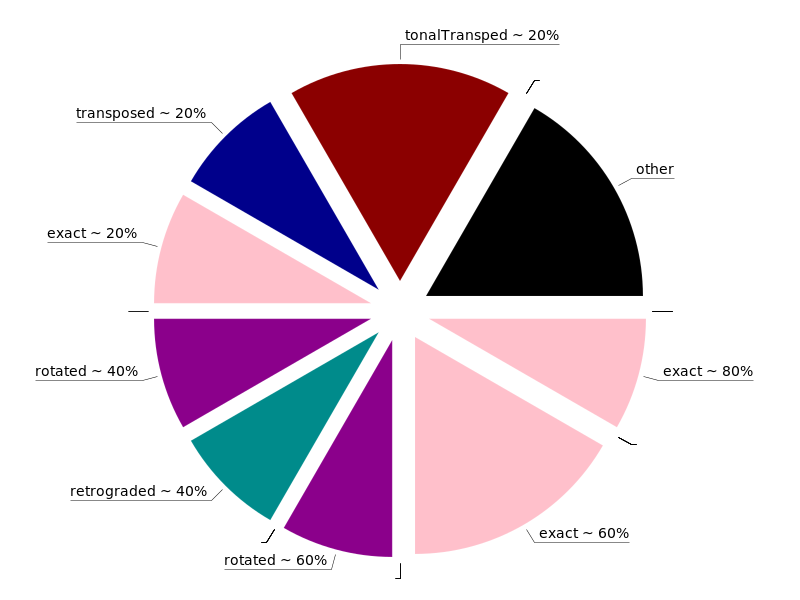 tonalTransped ~ 20%
transposed ~ 20%
other
exact ~ 20%
rotated ~ 40%
exact ~ 80%
retrograded ~ 40%
exact ~ 60%
rotated ~ 60%